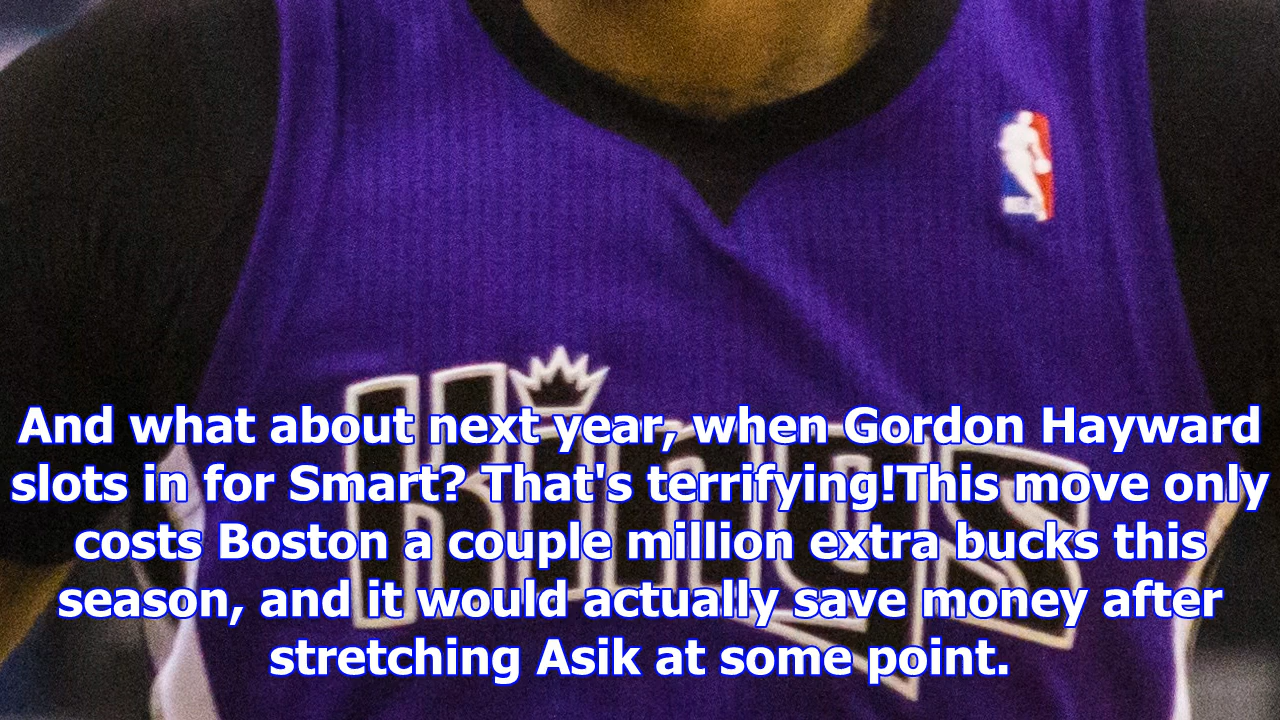 Kings
And what about next year, when Gordon Hayward
slots in for Smart? That's terrifying!This move only
costs Boston a couple million extra bucks this
season, and it would actually save money after
stretching Asik at some point.